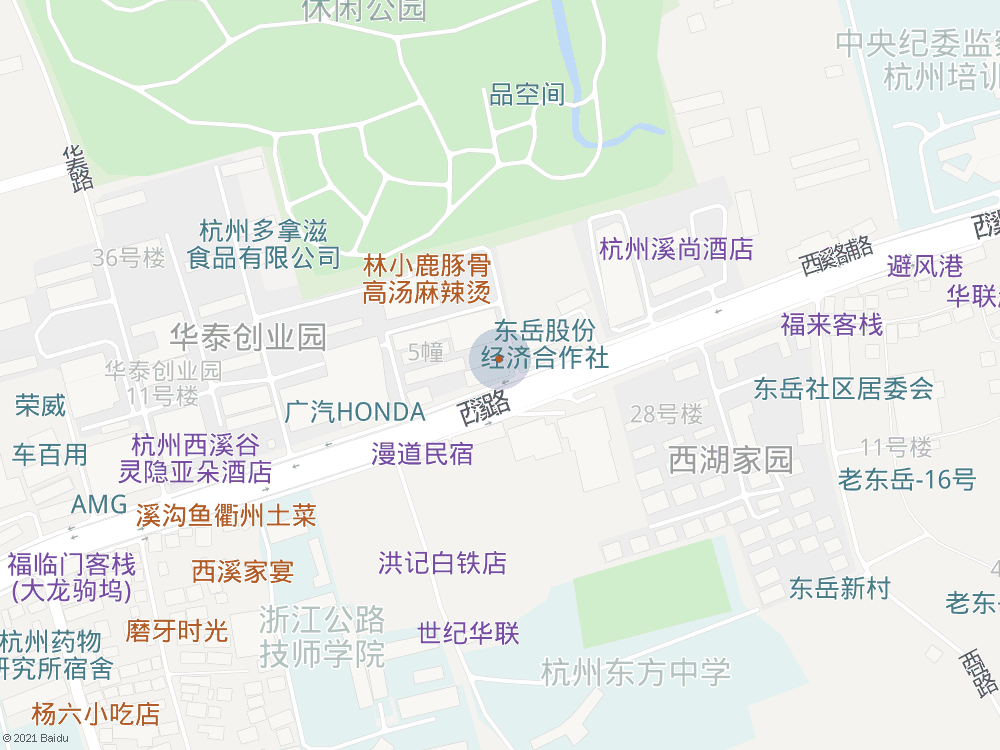 休闲公园
中央纪委监察
杭州培训
品空间
华泰路
杭州多拿滋
食品有限公司
36号楼
林小鹿豚骨
高汤麻辣烫
杭州溪尚酒店
西溪路辅路
西溪
避风港
华联
福来客栈
华泰创业园
5幢
东岳股份
经济合作社
华泰创业园
11号楼
荣威
广汽HONDA
西溪路
28号楼
东岳社区居委会
杭州西溪谷
灵隐亚朵酒店
车百用
漫道民宿
西湖家园
11号楼
老东岳-16号
AMG
溪沟鱼衢州土菜
福临门客栈
(大龙驹坞)
西溪家宴
洪记白铁店
东岳新村
老东
4
浙江公路
技师学院
磨牙时光
世纪华联
杭州药物
研究所宿舍
杭州东方中学
杨六小吃店
© 2021 Baidu